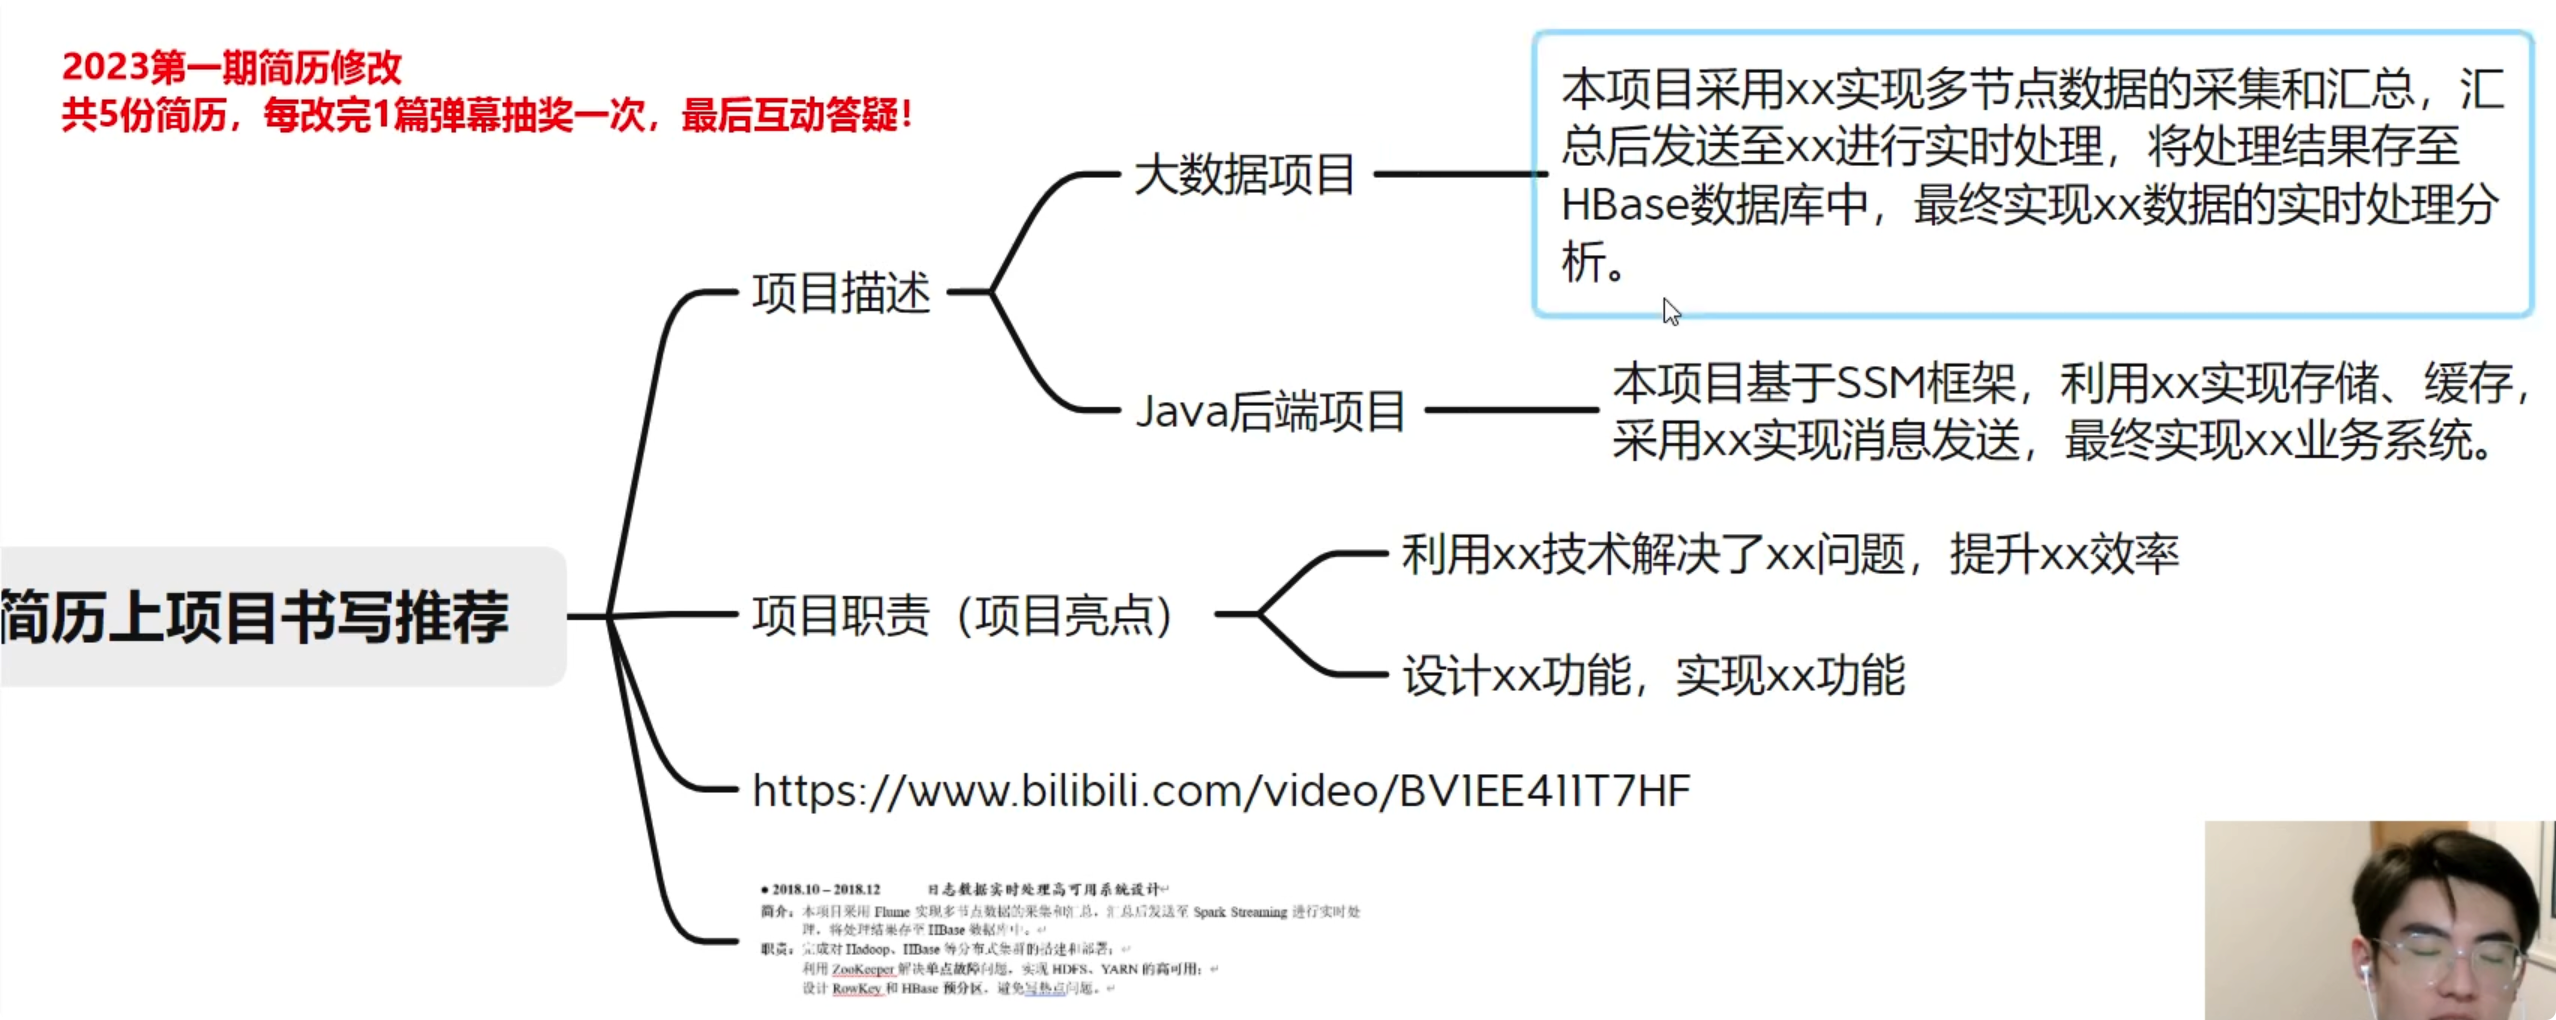 2023第一期简历修改
共5份简历，每改完1篇弹幕抽奖一次，最后互动答疑！
简历上项目书写推荐
项目描述
大数据项目
本项目采用xx实现多节点数据的采集和汇总，汇
总后发送至xx进行实时处理，将处理结果存至
HBase数据库中，最终实现xx数据的实时处理分
析。
Java后端项目
本项目基于SSM框架，利用xx实现存储、缓存，
采用xx实现消息发送，最终实现xx业务系统。
项目职责（项目亮点）
利用xx技术解决了xx问题，提升xx效率
设计xx功能，实现xx功能
https://www.bilibili.com/video/BV1EE411T7HF
● 2018.10 – 2018.12 日志数据实时处理高可用系统设计
简介：本项目采用 Flume 实现多节点数据的采集和汇总，汇总后发送至 Spark Streaming 进行实时处
理，将处理结果存至 HBase 数据库中。
职责：完成对 Hadoop、HBase 等分布式集群的搭建和部署；
利用 ZooKeeper 解决单点故障问题，实现 HDFS、YARN 的高可用；
设计 RowKey 和 HBase 预分区，避免写热点问题。